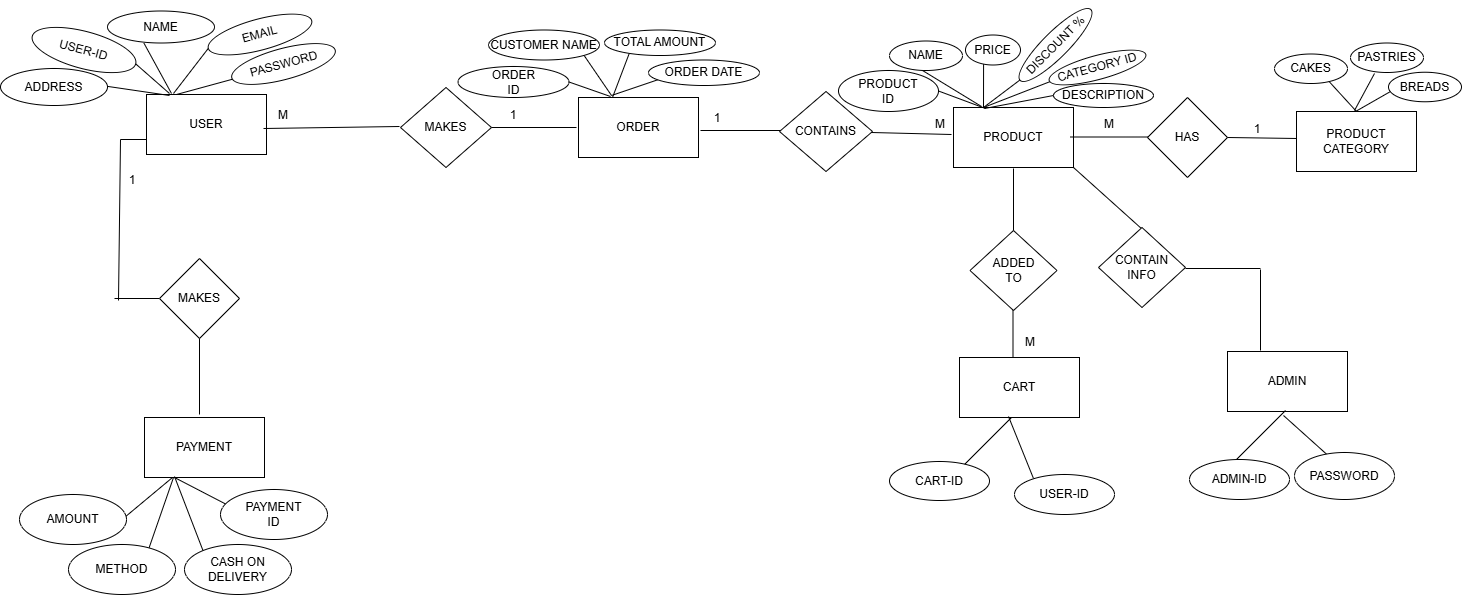 NAME
EMAIL
USER-ID
PASSWORD
ADDRESS
USER
M
MAKES
1
CUSTOMER NAME
TOTAL AMOUNT
ORDER
ID
ORDER DATE
ORDER
1
CONTAINS
M
NAME
PRICE
DISCOUNT %
CATEGORY ID
PRODUCT
ID
DESCRIPTION
PRODUCT
M
HAS
1
CAKES
PASTRIES
BREADS
PRODUCT
CATEGORY
1
MAKES
PAYMENT
AMOUNT
PAYMENT
ID
METHOD
CASH ON
DELIVERY
ADDED
TO
M
CART
CART-ID
USER-ID
CONTAIN
INFO
ADMIN
ADMIN-ID
PASSWORD